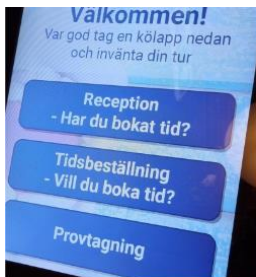 Välkommen!
Var god tag en kölapp nedan
och invänta din tur
Reception
- Har du bokat tid?
Tidsbeställning
- Vill du boka tid?
Provtagning